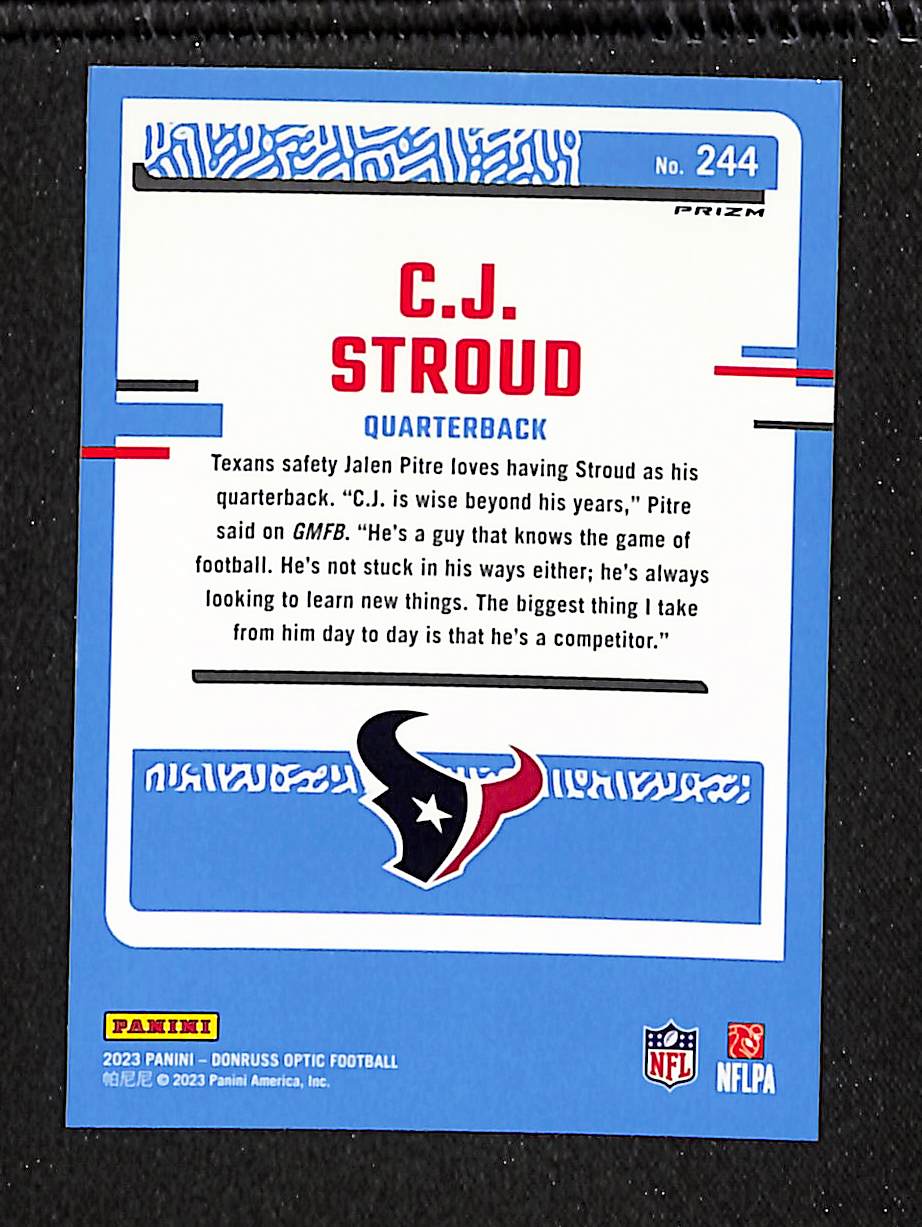 No. 244
PRIZM
C.J.
STROUD
QUARTERBACK
Texans safety Jalen Pitre loves having Stroud as his
quarterback. “C.J. is wise beyond his years,” Pitre
said on GMFB. “He’s a guy that knows the game of
football. He’s not stuck in his ways either; he’s always
looking to learn new things. The biggest thing I take
from him day to day is that he’s a competitor.”
PANINI
2023 PANINI – DONRUSS OPTIC FOOTBALL
帕尼尼 © 2023 Panini America, Inc.
NFL
NFLPA